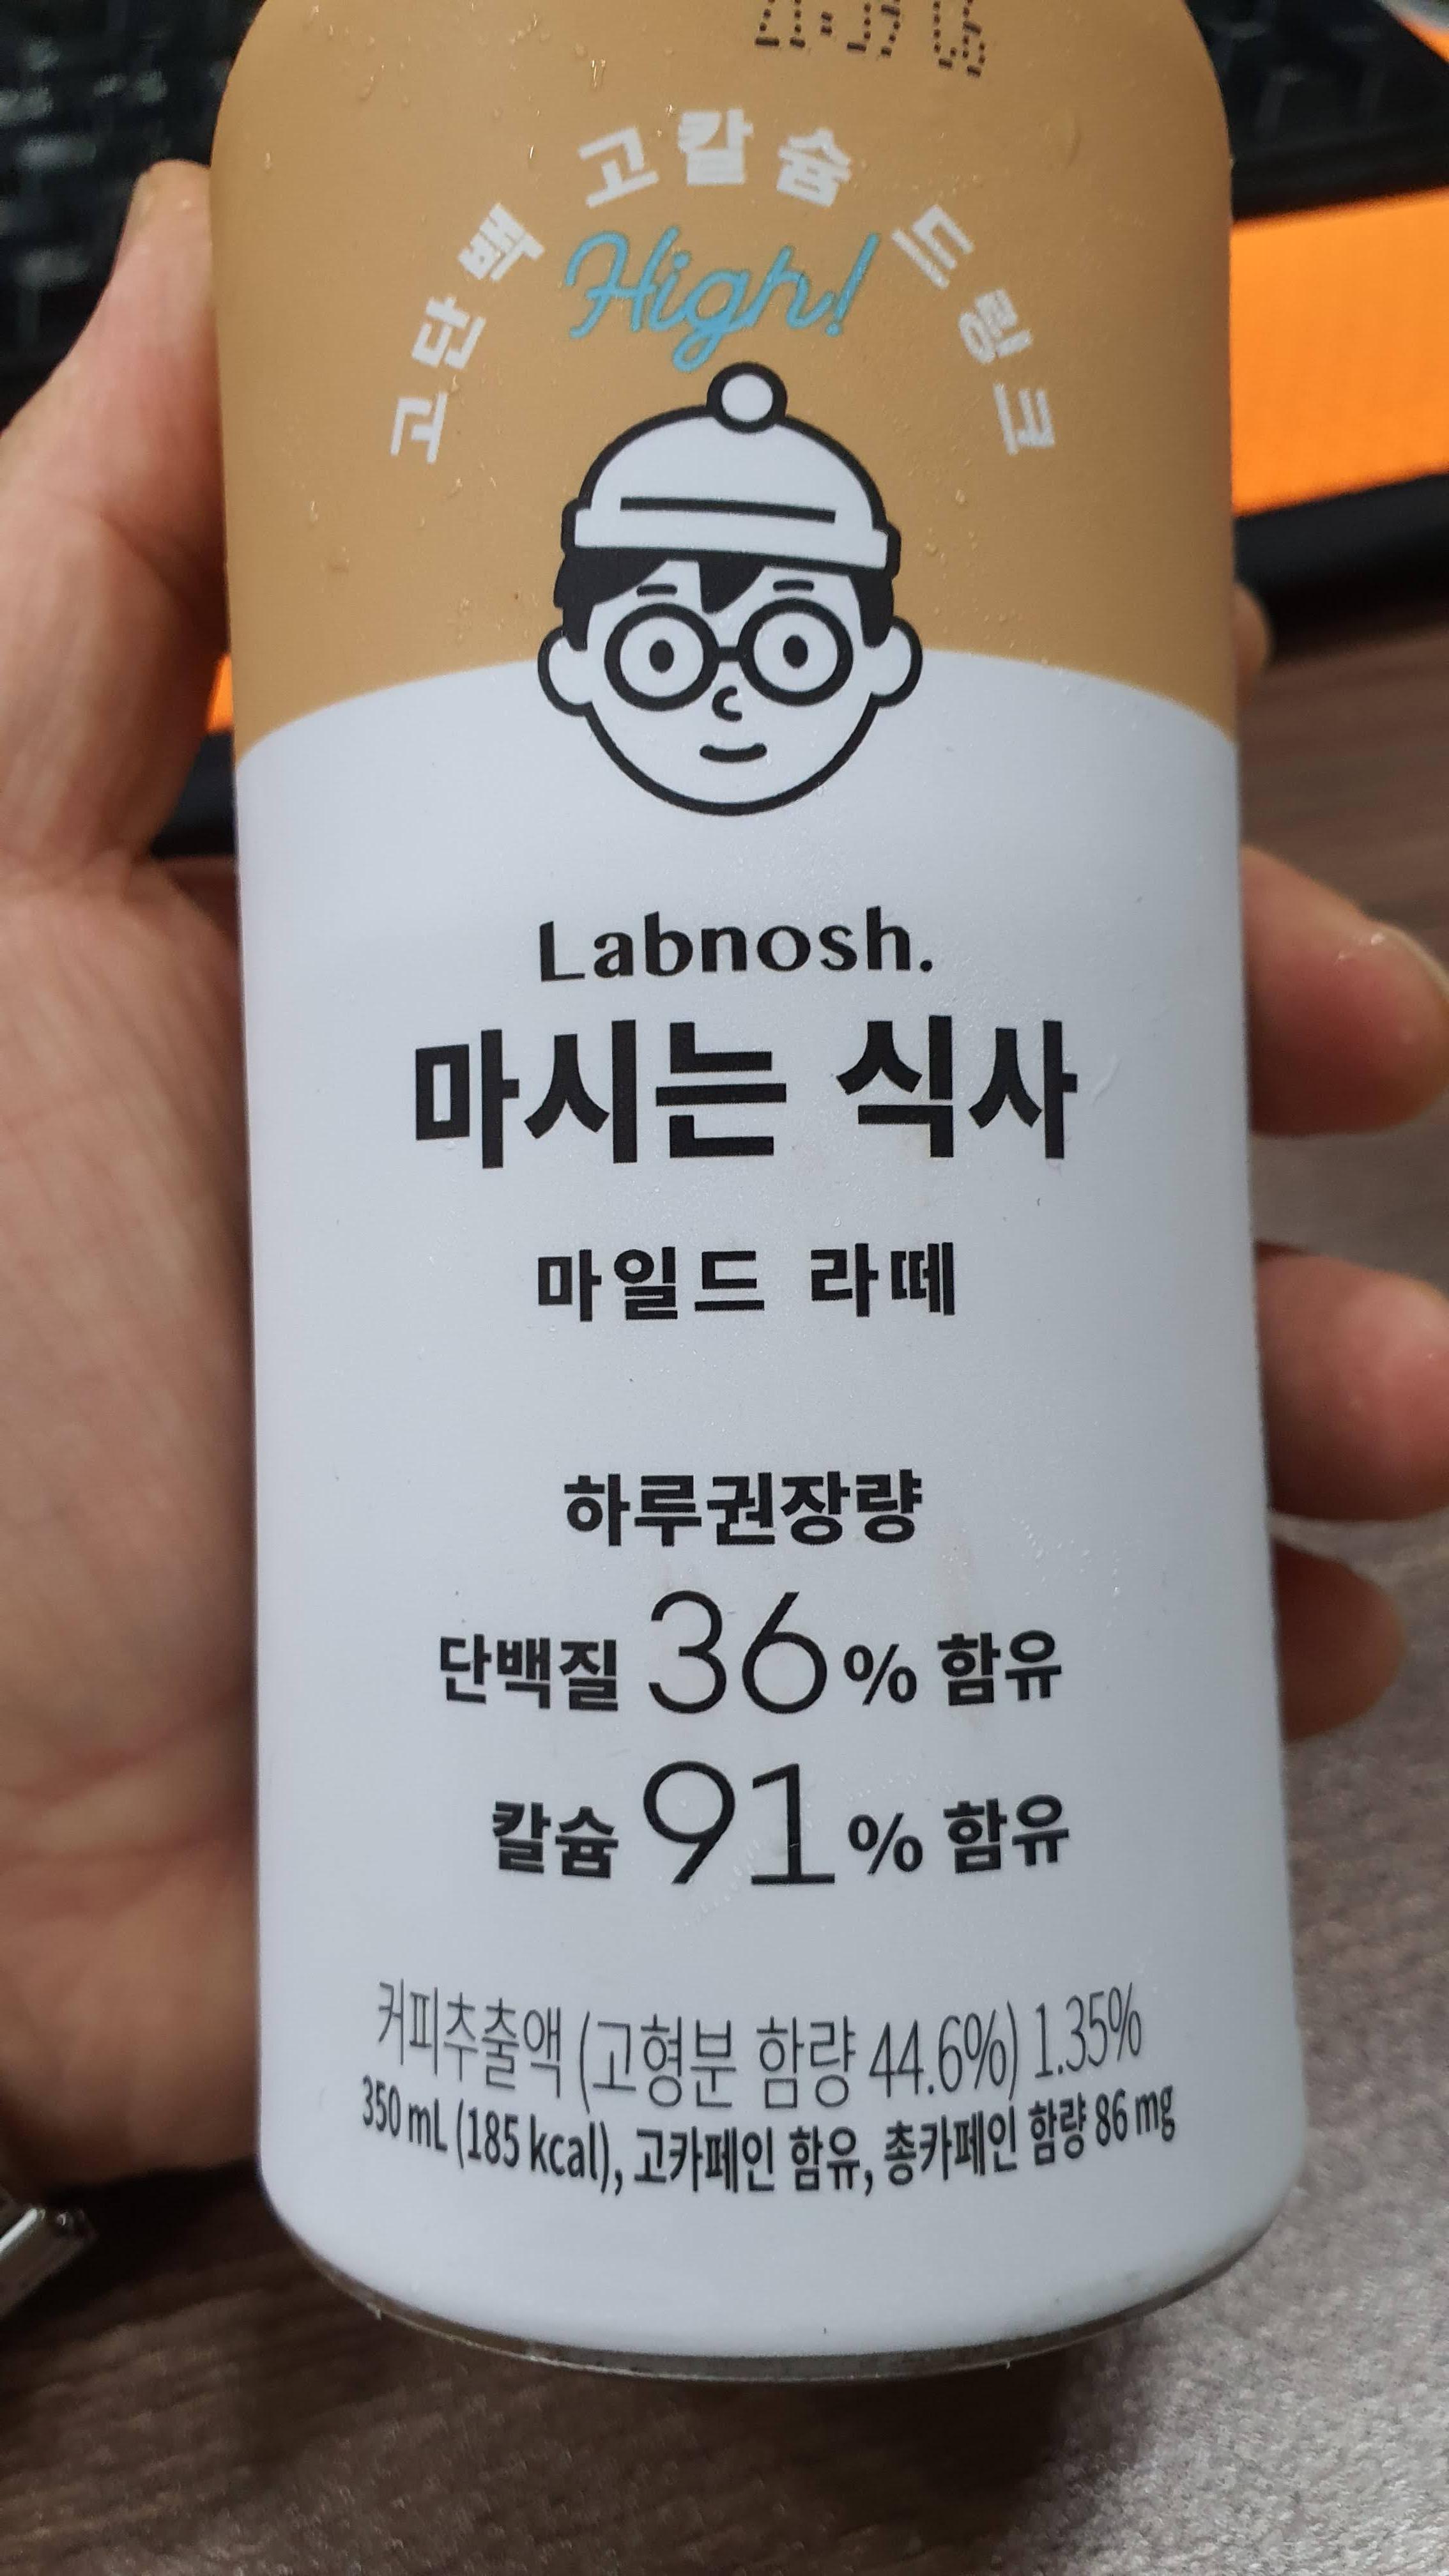 고단백 고칼슘 드링크
High!
Labnosh.
마시는 식사
마일드 라떼
하루권장량
단백질 36% 함유
칼슘 91% 함유
커피추출액 (고형분 함량 44.6%) 1.35%
350 mL (185 kcal), 고카페인 함유, 총카페인 함량 86 mg